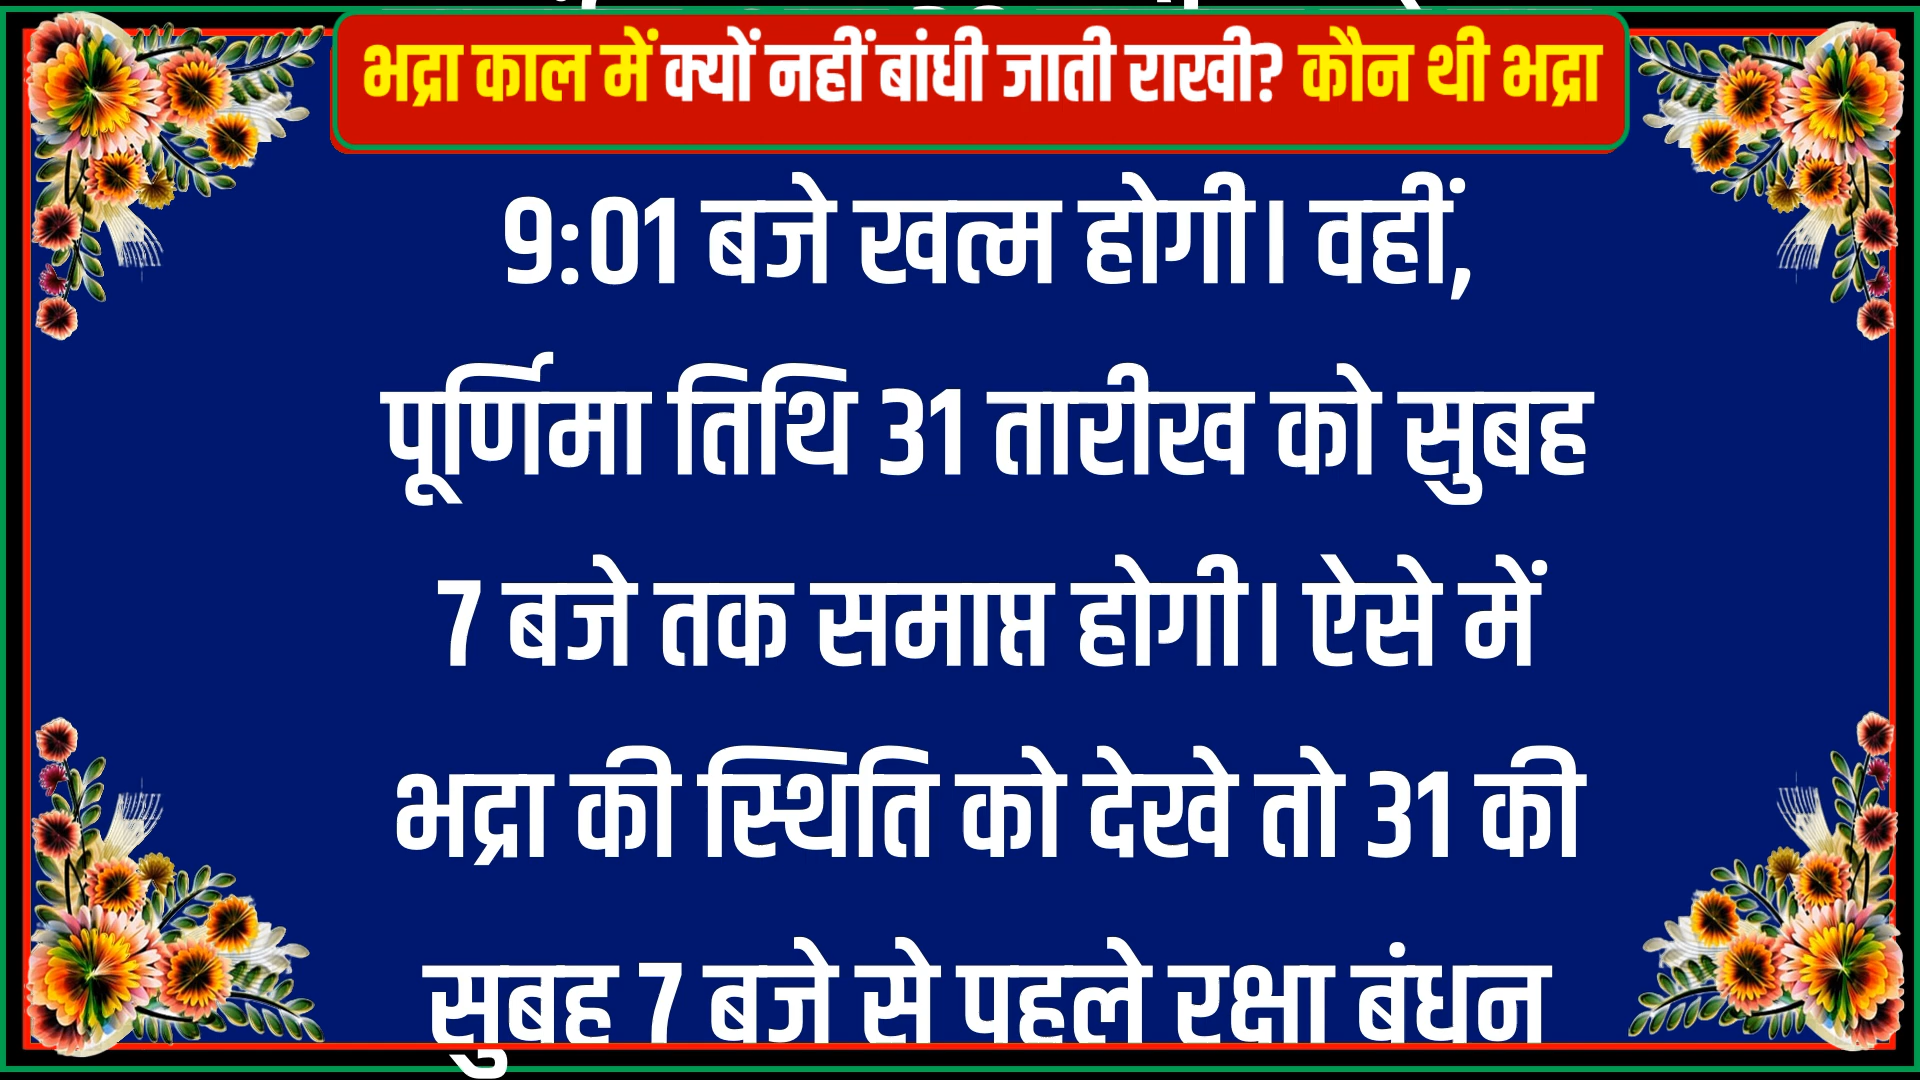 भद्रा काल में क्यों नहीं बांधी जाती राखी? कौन थी भद्रा
9:01 बजे खत्म होगी। वहीं,
पूर्णिमा तिथि 31 तारीख को सुबह
7 बजे तक समाप्त होगी। ऐसे में
भद्रा की स्थिति को देखे तो 31 की
सुबह 7 बजे से पहले रक्षा बंधन